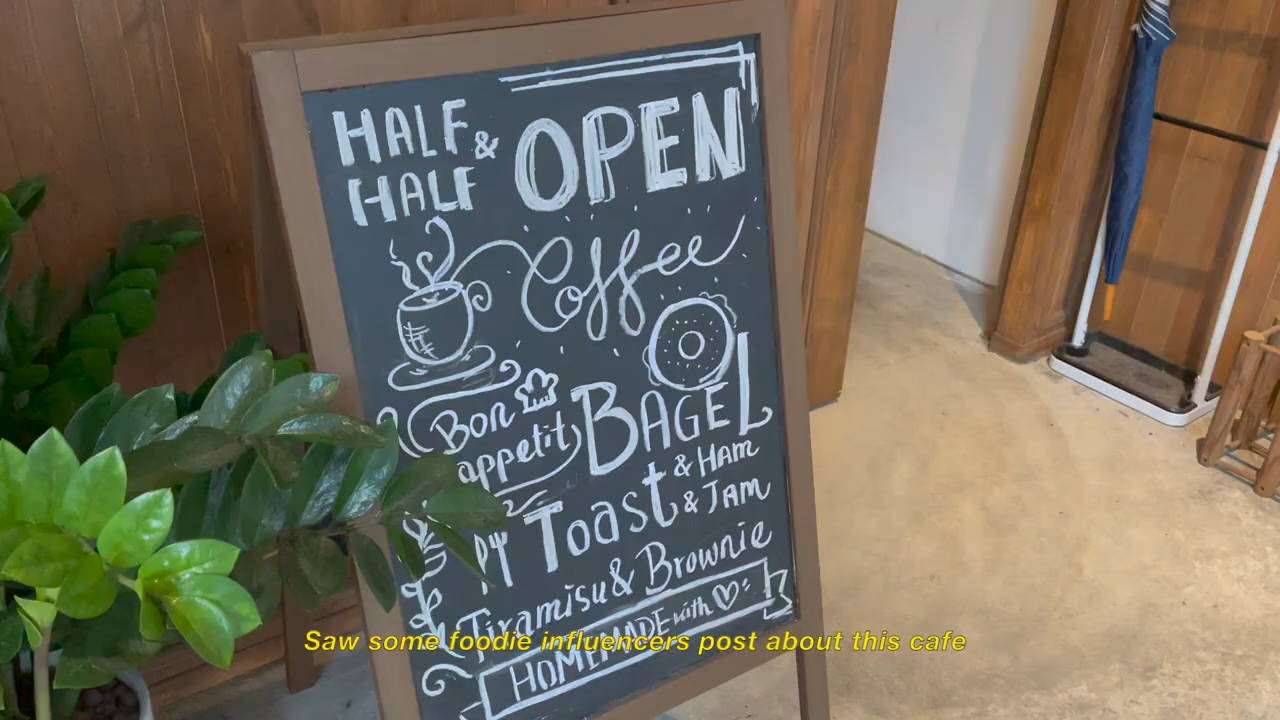 HALF & HALF
OPEN
Coffee
Bon appetit
BAGEL
Toast & HAM & JAM
Tiramisu & Brownie
HOMEMADE with
Saw some foodie influencers post about this cafe